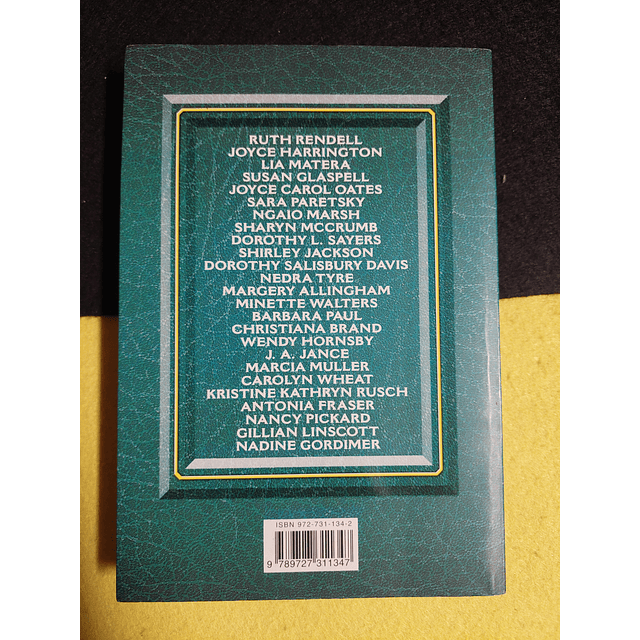 RUTH RENDELL
JOYCE HARRINGTON
LIA MATERA
SUSAN GLASPELL
JOYCE CAROL OATES
SARA PARETSKY
NGAIO MARSH
SHARYN MCCRUMB
DOROTHY L. SAYERS
SHIRLEY JACKSON
DOROTHY SALISBURY DAVIS
NEDRA TYRE
MARGERY ALLINGHAM
MINETTE WALTERS
BARBARA PAUL
CHRISTIANA BRAND
WENDY HORNSBY
J. A. JANCE
MARCIA MULLER
CAROLYN WHEAT
KRISTINE KATHRYN RUSCH
ANTONIA FRASER
NANCY PICKARD
GILLIAN LINSCOTT
NADINE GORDIMER
ISBN 972-731-134-2
9 789727 311347